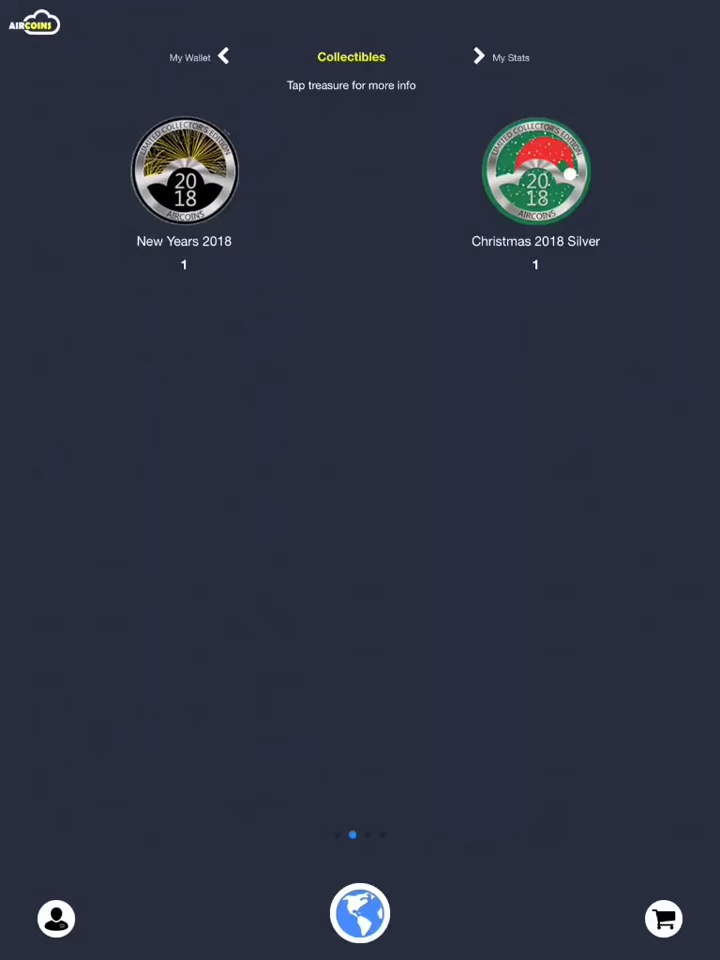 AIRCOINS
My Wallet
Collectibles
My Stats
Tap treasure for more info
LIMITED COLLECTOR'S EDITION
20
18
AIRCOINS
LIMITED COLLECTOR'S EDITION
20
18
AIRCOINS
New Years 2018
Christmas 2018 Silver
1
1